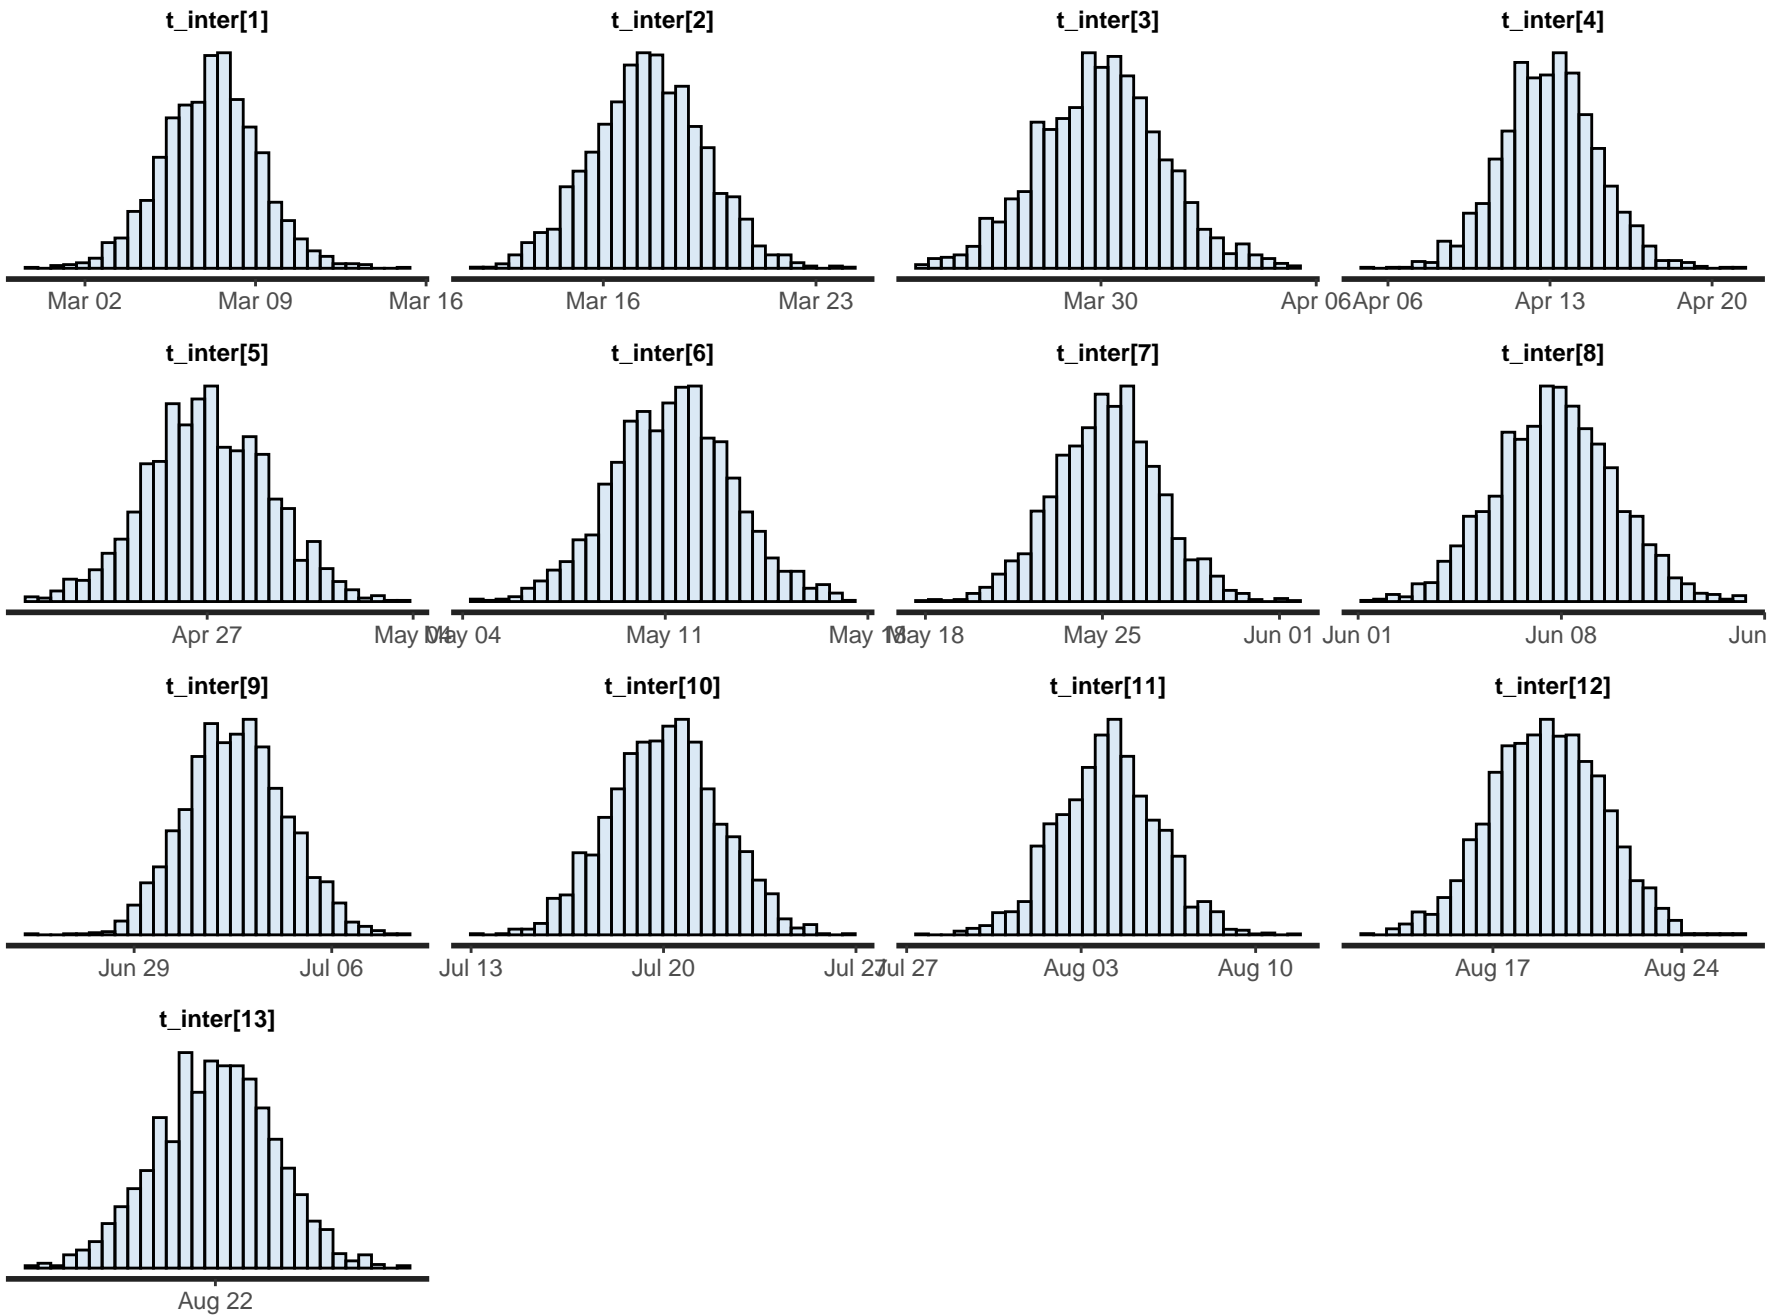 t_inter[1] t_inter[2] t_inter[3] t_inter[4]
Mar 02 Mar 09 Mar 16 Mar 16 Mar 23 Mar 30 Apr 06 Apr 06 Apr 13 Apr 20
t_inter[5] t_inter[6] t_inter[7] t_inter[8]
Apr 27 May 04 May 04 May 11 May 18 May 18 May 25 Jun 01 Jun 01 Jun 08 Jun
t_inter[9] t_inter[10] t_inter[11] t_inter[12]
Jun 29 Jul 06 Jul 13 Jul 20 Jul 27 Jul 27 Aug 03 Aug 10 Aug 17 Aug 24
t_inter[13]
Aug 22